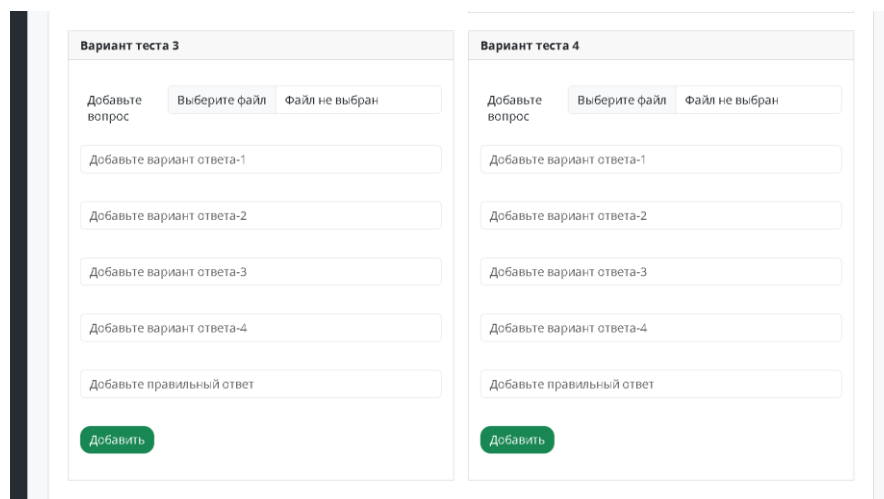 Вариант теста 3
Добавьте вопрос
Выберите файл Файл не выбран
Добавьте вариант ответа-1
Добавьте вариант ответа-2
Добавьте вариант ответа-3
Добавьте вариант ответа-4
Добавьте правильный ответ
Добавить
Вариант теста 4
Добавьте вопрос
Выберите файл Файл не выбран
Добавьте вариант ответа-1
Добавьте вариант ответа-2
Добавьте вариант ответа-3
Добавьте вариант ответа-4
Добавьте правильный ответ
Добавить